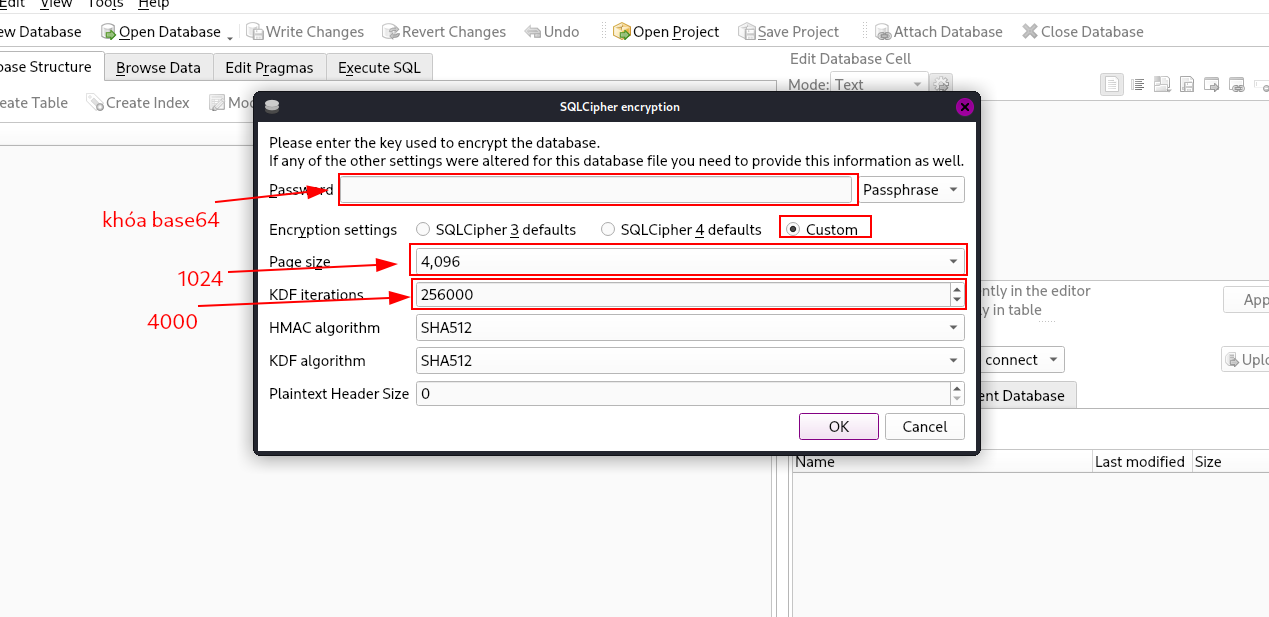 Edit View Tools Help
ew Database Open Database Write Changes Revert Changes Undo Open Project Save Project Attach Database Close Database
base Structure Browse Data Edit Pragmas Execute SQL
Edit Database Cell
Mode: Text
eate Table Create Index Mod
SQLCipher encryption
Please enter the key used to encrypt the database.
If any of the other settings were altered for this database file you need to provide this information as well.
Password Passphrase
khóa base64
Encryption settings SQLCipher 3 defaults SQLCipher 4 defaults Custom
Page size 4,096
1024
KDF iterations 256000
4000
HMAC algorithm SHA512
KDF algorithm SHA512
Plaintext Header Size 0
OK Cancel
ntly in the editor
y in table
App
connect
Uplo
ent Database
Name Last modified Size